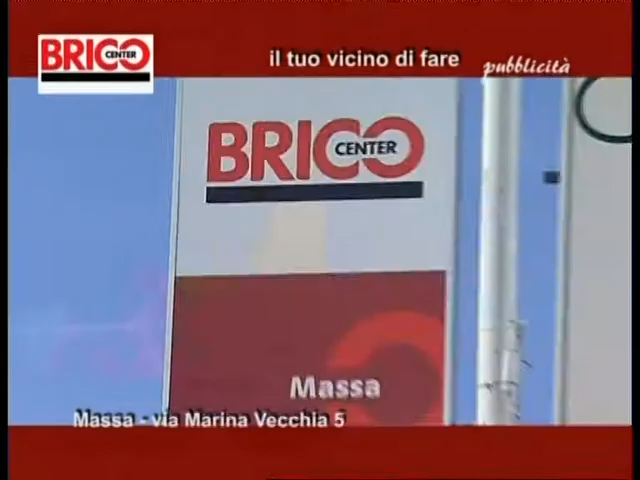 BRICO CENTER
il tuo vicino di fare
pubblicità
BRICO CENTER
Massa
Massa - via Marina Vecchia 5